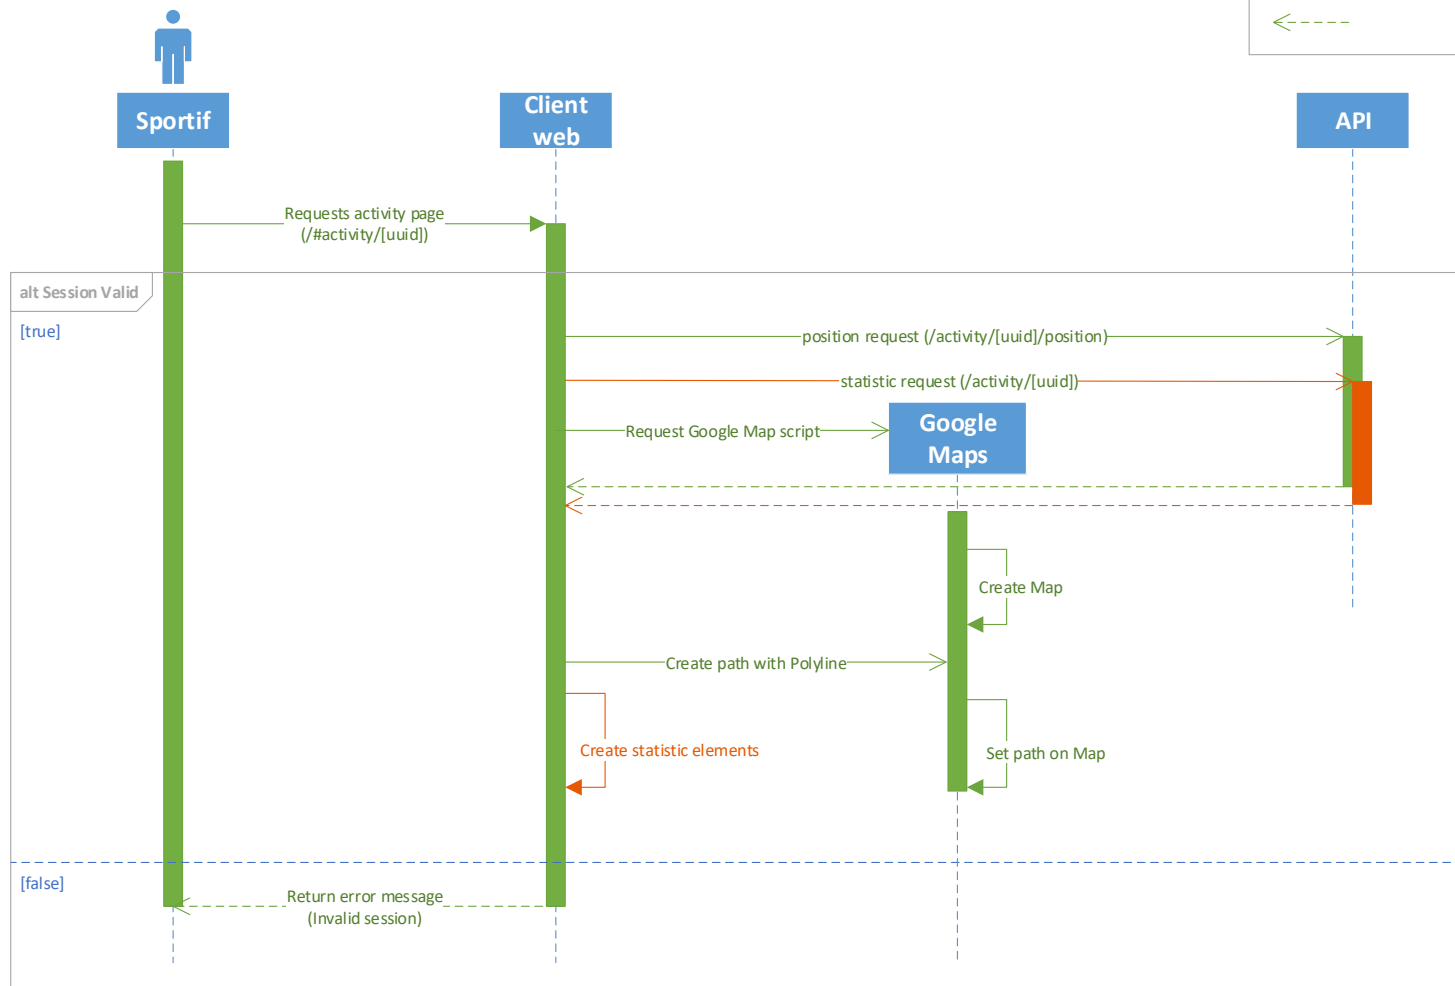 Sportif
Client
web
API
Requests activity page
(/#activity/[uuid])
alt Session Valid
[true]
position request (/activity/[uuid]/position)
statistic request (/activity/[uuid])
Google
Maps
Request Google Map script
Create Map
Create path with Polyline
Create statistic elements
Set path on Map
[false]
Return error message
(Invalid session)